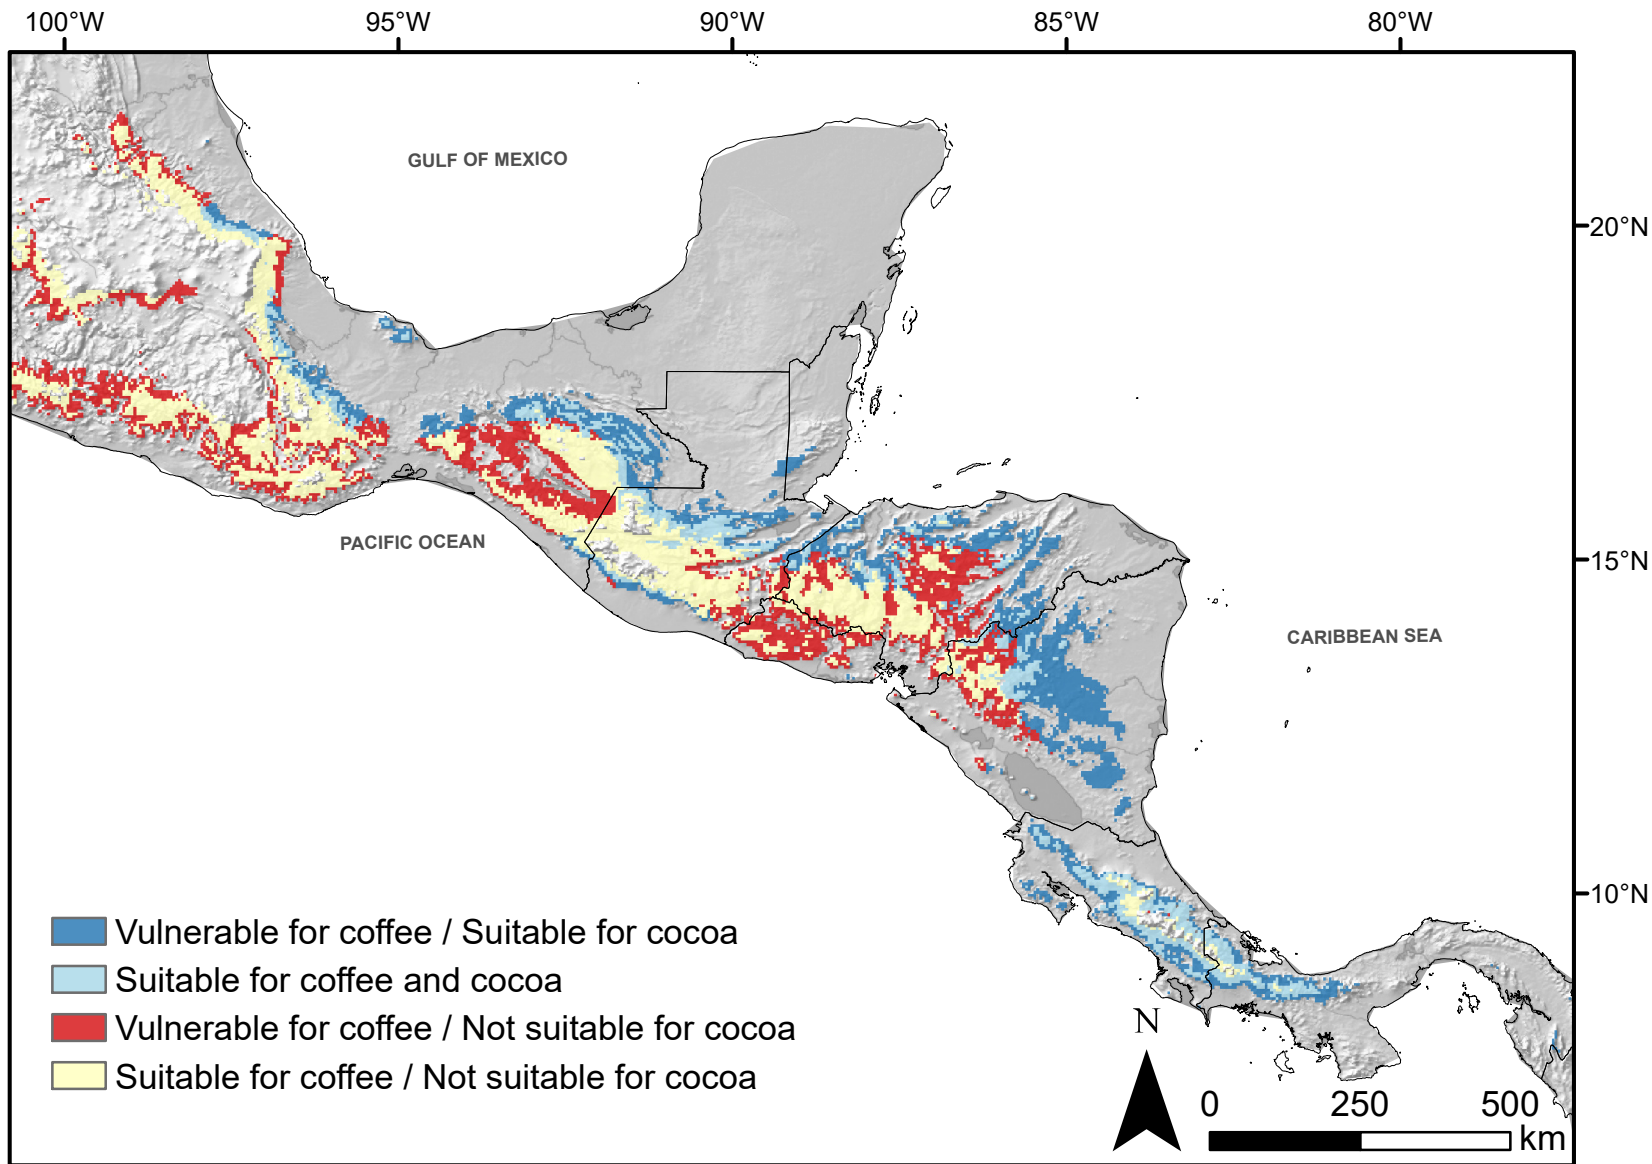 100°W 95°W 90°W 85°W 80°W
GULF OF MEXICO
20°N
PACIFIC OCEAN
15°N
CARIBBEAN SEA
10°N
Vulnerable for coffee / Suitable for cocoa
Suitable for coffee and cocoa
Vulnerable for coffee / Not suitable for cocoa
Suitable for coffee / Not suitable for cocoa
N
0 250 500
km